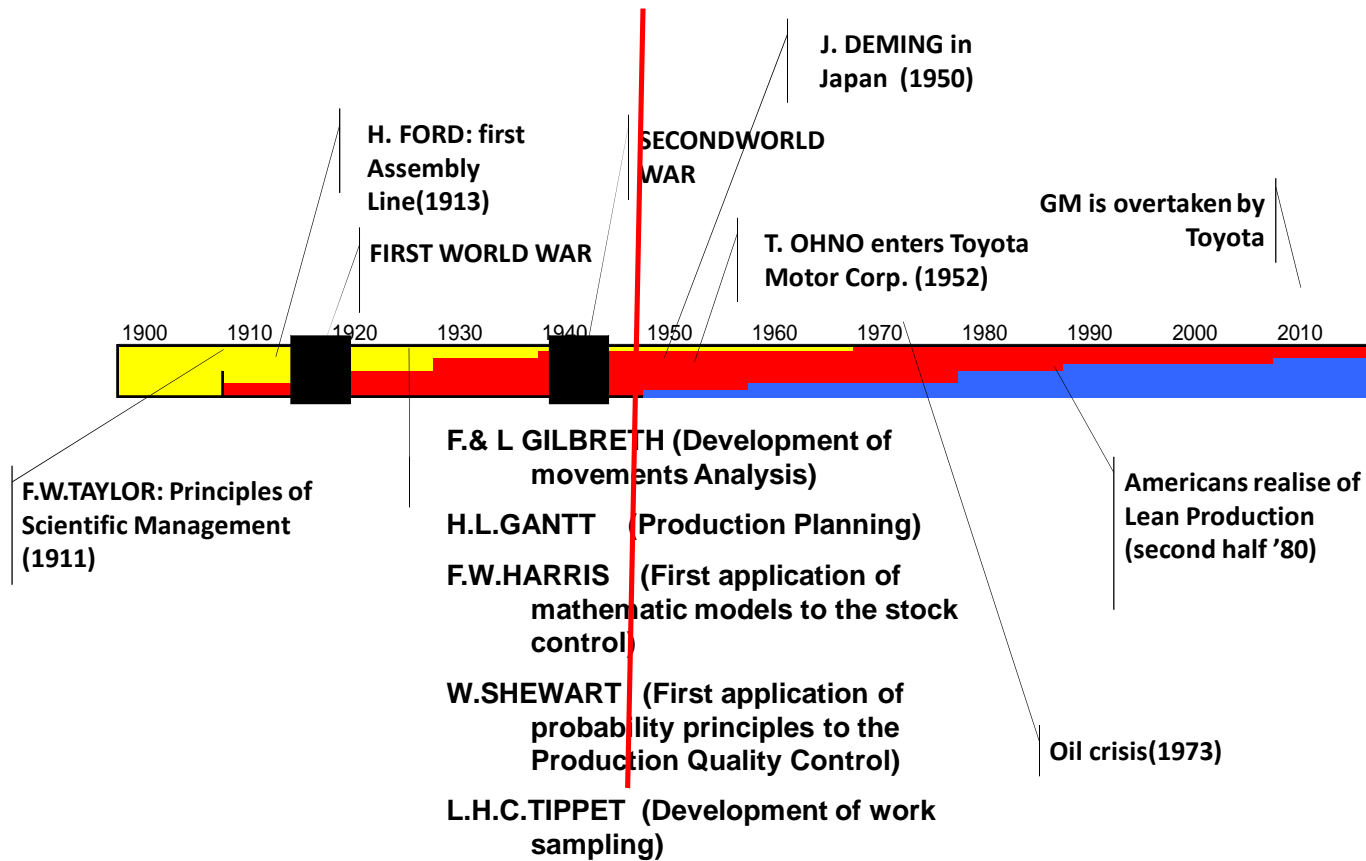 J. DEMING in
Japan (1950)
H. FORD: first
Assembly
Line(1913)
SECONDWORLD
WAR
GM is overtaken by
Toyota
FIRST WORLD WAR
T. OHNO enters Toyota
Motor Corp. (1952)
1900 1910 1920 1930 1940 1950 1960 1970 1980 1990 2000 2010
F.W.TAYLOR: Principles of
Scientific Management
(1911)
F.& L GILBRETH (Development of
movements Analysis)
H.L.GANTT (Production Planning)
F.W.HARRIS (First application of
mathematic models to the stock
control)
W.SHEWART (First application of
probability principles to the
Production Quality Control)
L.H.C.TIPPET (Development of work
sampling)
Americans realise of
Lean Production
(second half ’80)
Oil crisis(1973)